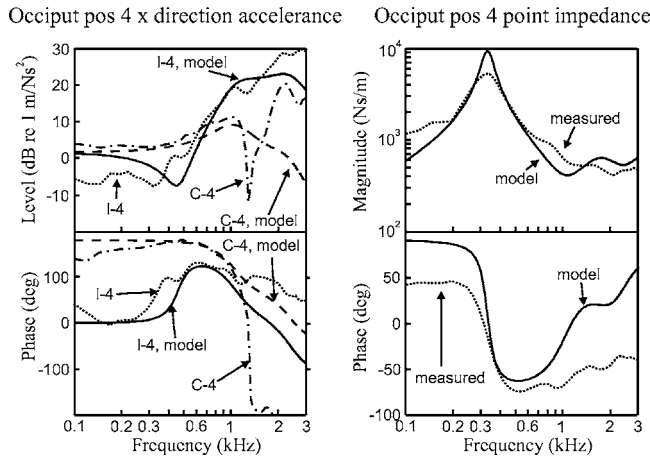 Occiput pos 4 x direction accelerance
Occiput pos 4 point impedance
Level (dB re 1 m/Ns²)
30
20
10
0
-10
I-4, model
I-4
C-4
C-4, model
Magnitude (Ns/m)
10⁴
10³
10²
measured
model
Phase (deg)
100
0
-100
C-4, model
I-4
I-4, model
C-4
0.1
0.2
0.4
0.6
1
2
3
Frequency (kHz)
Phase (deg)
100
50
0
-50
-100
model
measured
0.1
0.2
0.3
0.6
1
2
3
Frequency (kHz)